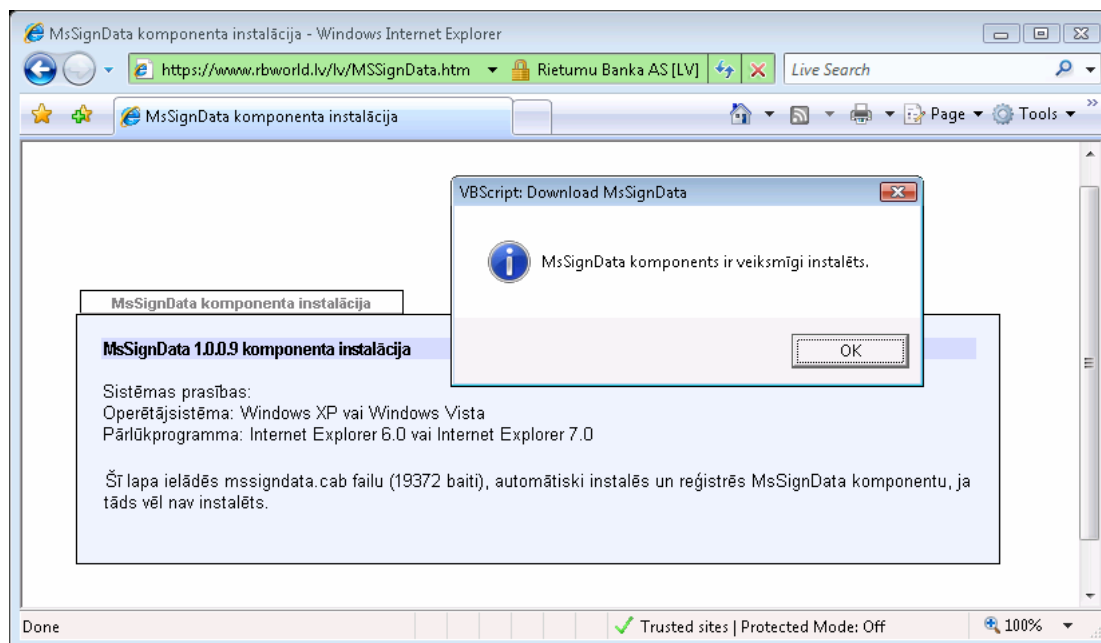 MsSignData komponenta instalācija - Windows Internet Explorer
https://www.rbworld.lv/lv/MSSignData.htm
Rietumu Banka AS [LV]
Live Search
MsSignData komponenta instalācija
Page
Tools
VBScript: Download MsSignData
MsSignData komponents ir veiksmīgi instalēts.
OK
MsSignData komponenta instalācija
MsSignData 1.0.0.9 komponenta instalācija
Sistēmas prasības:
Operētājsistēma: Windows XP vai Windows Vista
Pārlūkprogramma: Internet Explorer 6.0 vai Internet Explorer 7.0
Šī lapa ielādēs mssigndata.cab failu (19372 baiti), automātiski instalēs un reģistrēs MsSignData komponentu, ja
tāds vēl nav instalēts.
Done
Trusted sites | Protected Mode: Off
100%